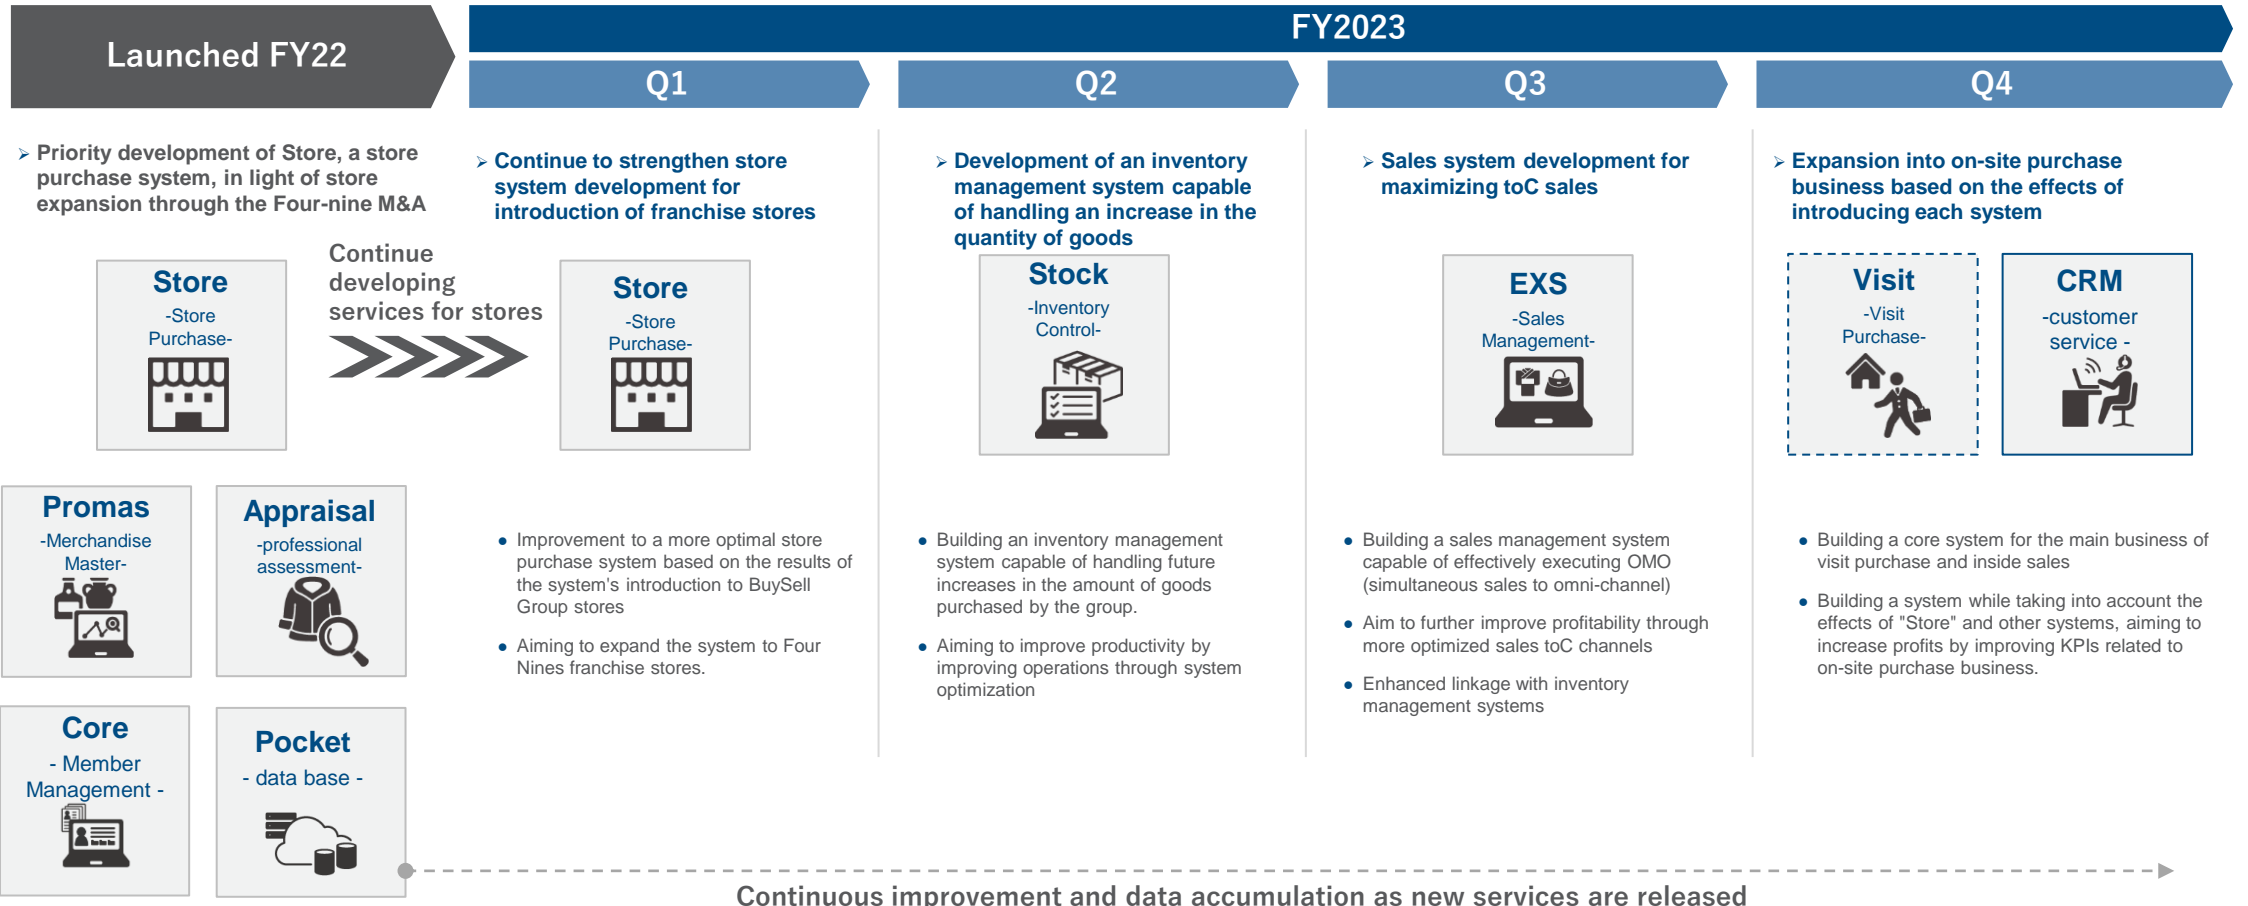 Launched FY22
FY2023
Q1
Q2
Q3
Q4
➢ Priority development of Store, a store
purchase system, in light of store
expansion through the Four-nine M&A
Store
-Store
Purchase-
Continue
developing
services for stores
Promas
-Merchandise
Master-
Appraisal
-professional
assessment-
Core
- Member
Management -
Pocket
- data base -
➢ Continue to strengthen store
system development for
introduction of franchise stores
Store
-Store
Purchase-
● Improvement to a more optimal store
purchase system based on the results of
the system's introduction to BuySell
Group stores
● Aiming to expand the system to Four
Nines franchise stores.
➢ Development of an inventory
management system capable
of handling an increase in the
quantity of goods
Stock
-Inventory
Control-
● Building an inventory management
system capable of handling future
increases in the amount of goods
purchased by the group.
● Aiming to improve productivity by
improving operations through system
optimization
➢ Sales system development for
maximizing toC sales
EXS
-Sales
Management-
● Building a sales management system
capable of effectively executing OMO
(simultaneous sales to omni-channel)
● Aim to further improve profitability through
more optimized sales toC channels
● Enhanced linkage with inventory
management systems
➢ Expansion into on-site purchase
business based on the effects of
introducing each system
Visit
-Visit
Purchase-
CRM
-customer
service -
● Building a core system for the main business of
visit purchase and inside sales
● Building a system while taking into account the
effects of "Store" and other systems, aiming to
increase profits by improving KPIs related to
on-site purchase business.
Continuous improvement and data accumulation as new services are released